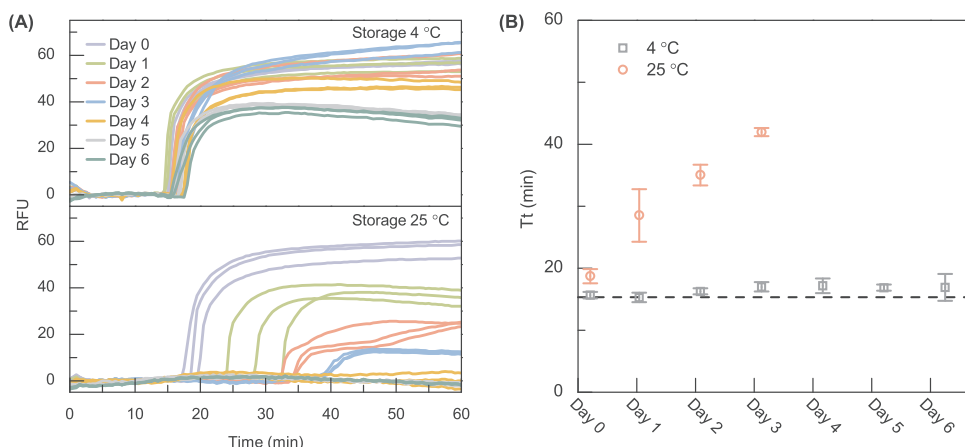 (A)
Storage 4 °C
Day 0
Day 1
Day 2
Day 3
Day 4
Day 5
Day 6
60
40
20
0
RFU
Storage 25 °C
60
40
20
0
0 10 20 30 40 50 60
Time (min)
(B)
4 °C
25 °C
60
40
20
0
Tt (min)
Day 0 Day 1 Day 2 Day 3 Day 4 Day 5 Day 6